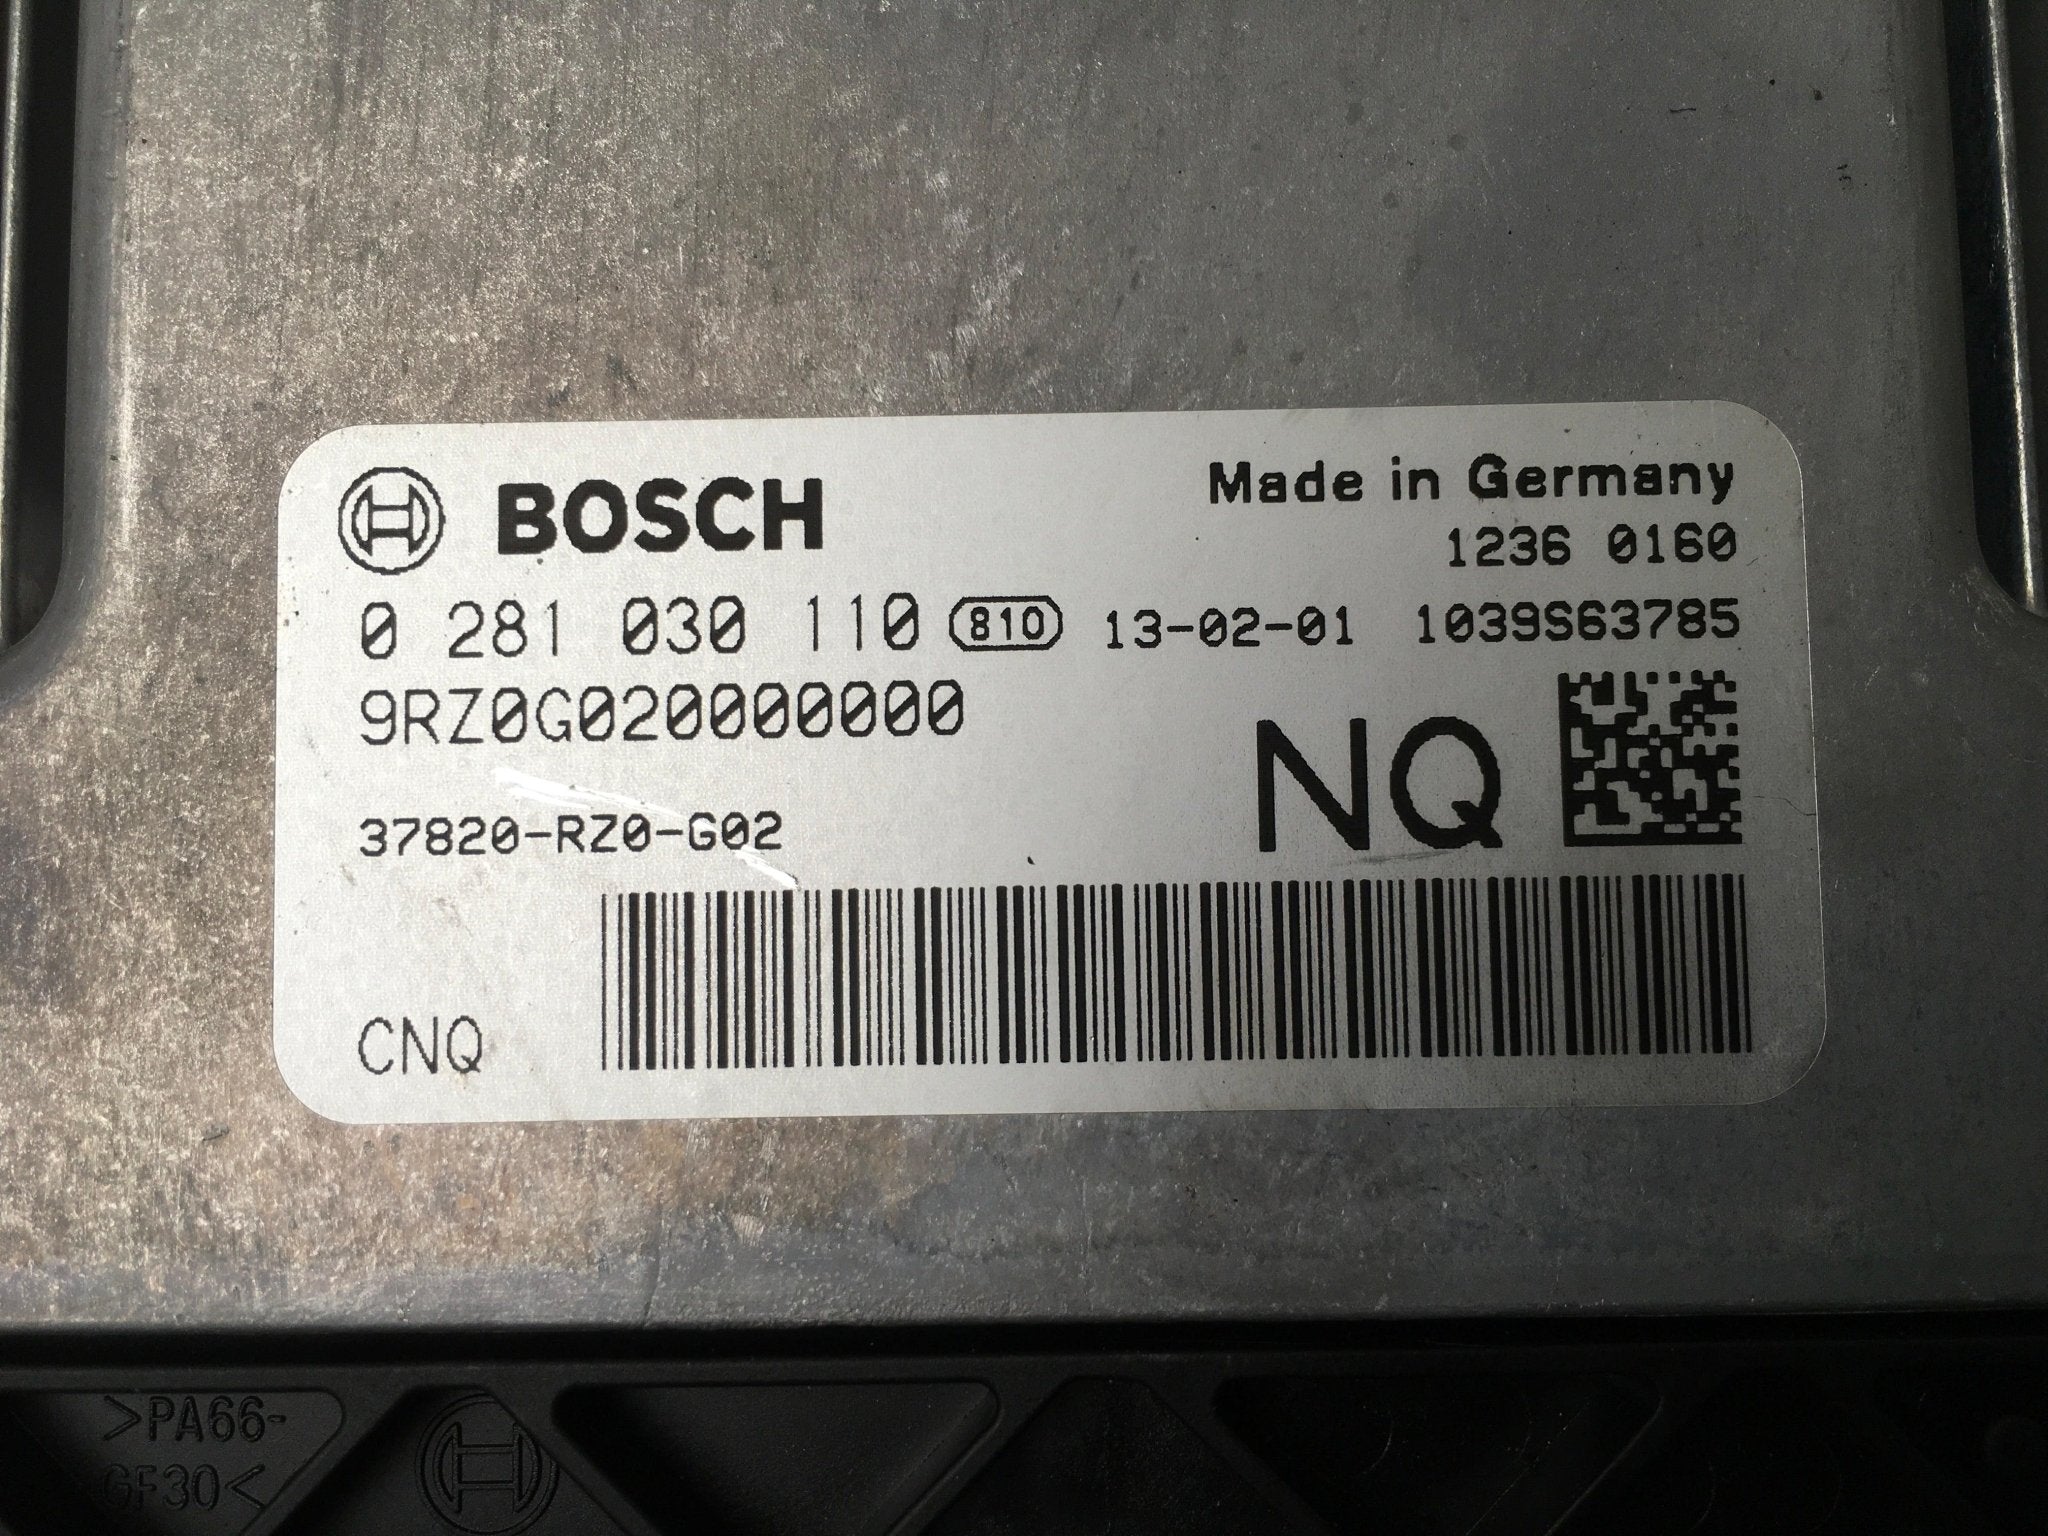 BOSCH
Made in Germany
1236 0160
0 281 030 110 810 13-02-01 1039S63785
9RZ0G020000000
NQ
37820-RZ0-G02
CNQ
>PA66-
GF30<